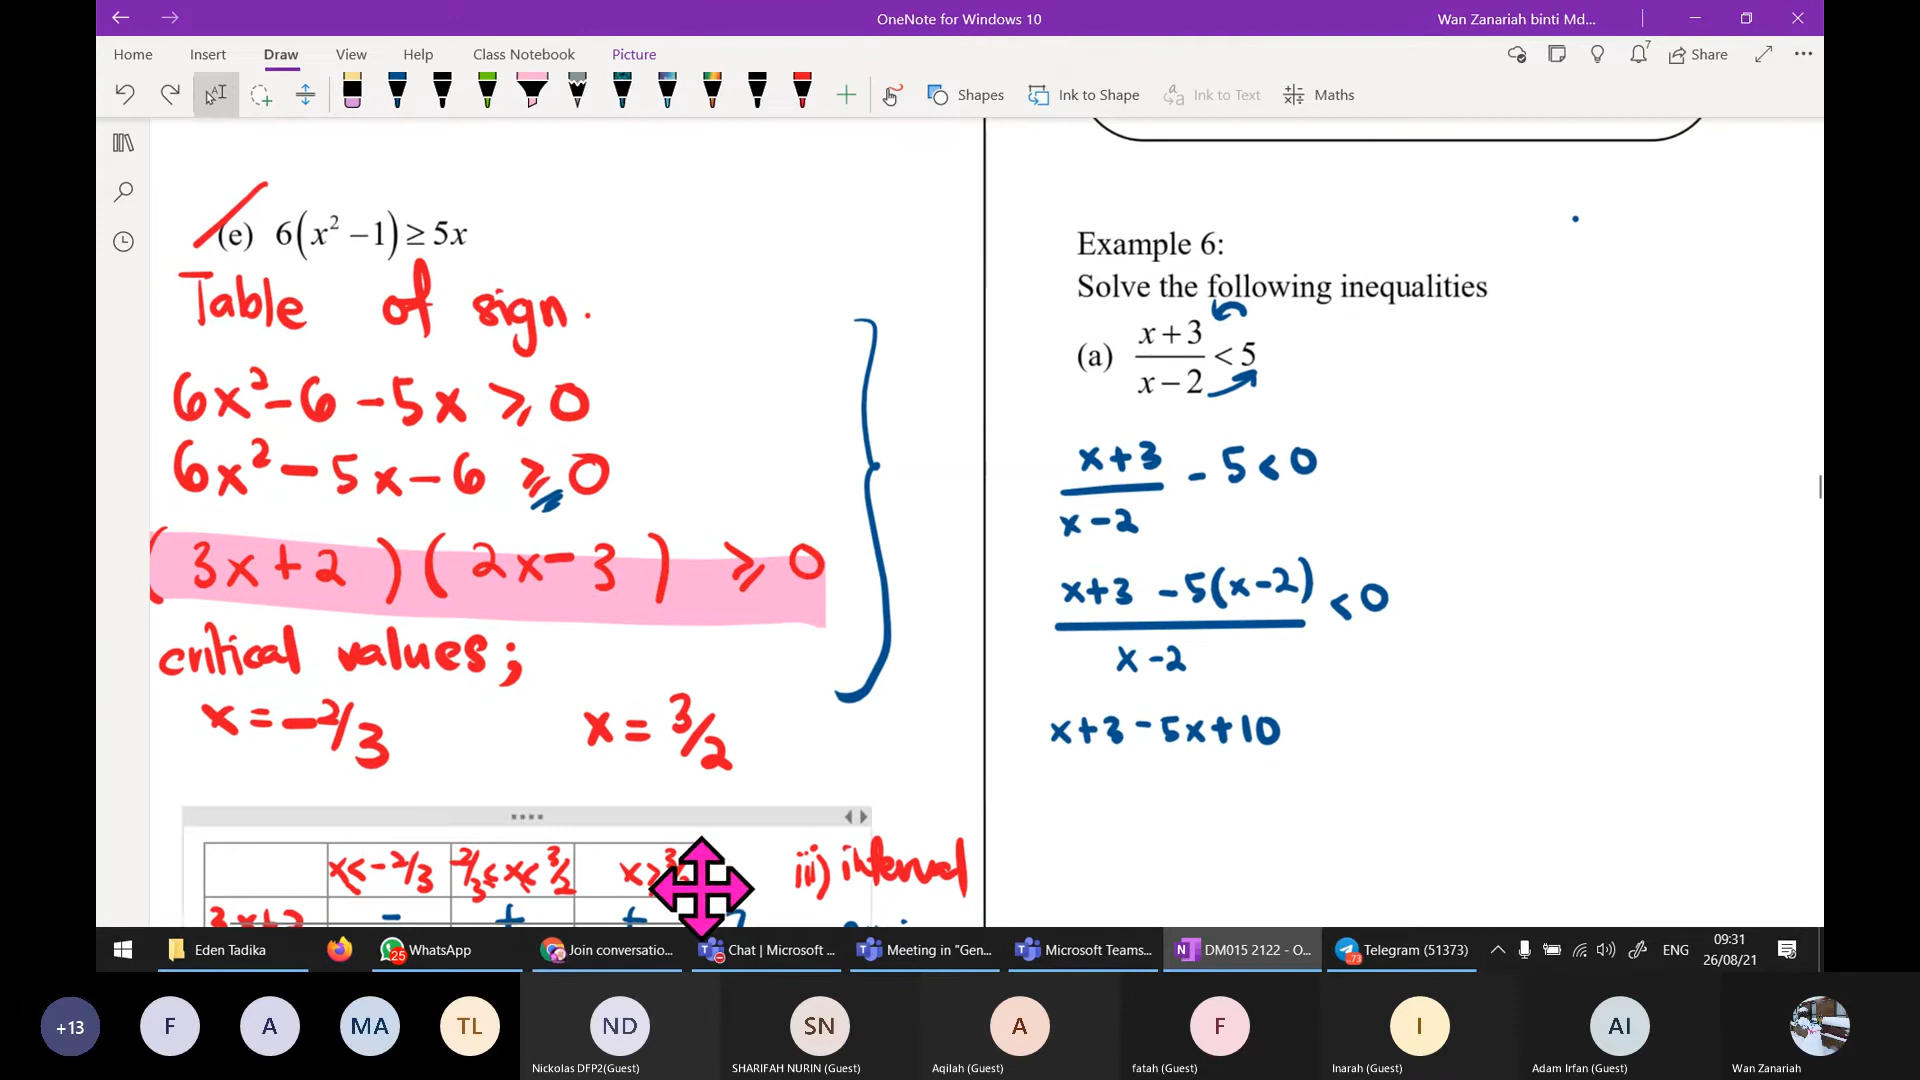 OneNote for Windows 10
Wan Zanariah binti Md...
Home Insert Draw View Help Class Notebook Picture
7
Share
Shapes Ink to Shape Ink to Text Maths
(e) 6(x² − 1) ≥ 5x
Table of sign.
6x² - 6 - 5x ≥ 0
6x² - 5x - 6 ≥ 0
(3x+2)(2x-3) ≥ 0
critical values;
x = -2/3 x = 3/2
iii) interval
3x+2 - + +
Example 6:
Solve the following inequalities
(a) (x+3)/(x−2) < 5
(x+3)/(x-2) - 5 < 0
(x+3 - 5(x-2))/(x-2) < 0
x+3 - 5x + 10
Eden Tadika
25
WhatsApp
Join conversatio...
Chat | Microsoft ...
Meeting in "Gen...
Microsoft Teams...
N
DM015 2122 - O...
73
Telegram (51373)
ENG
09:31
26/08/21
+13 F A MA TL ND SN A F I AI
Nickolas DFP2(Guest) SHARIFAH NURIN (Guest) Aqilah (Guest) fatah (Guest) Inarah (Guest) Adam Irfan (Guest) Wan Zanariah